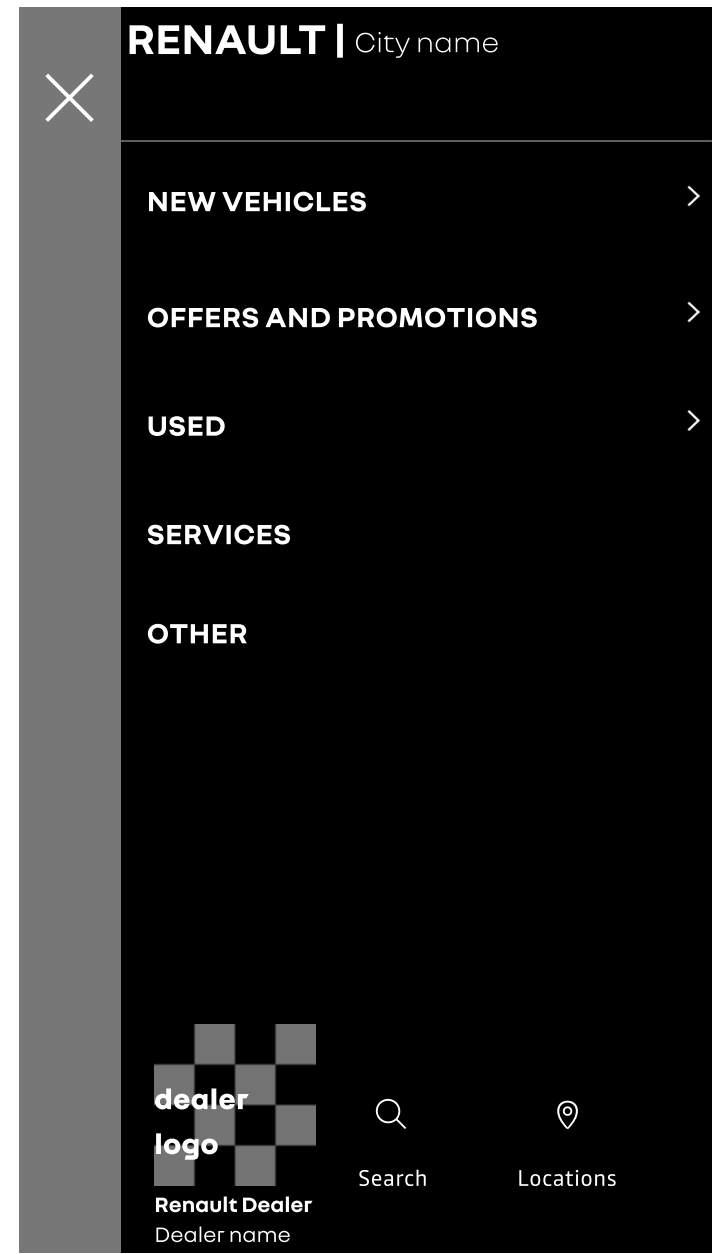 RENAULT | City name
NEW VEHICLES
OFFERS AND PROMOTIONS
USED
SERVICES
OTHER
dealer
logo
Renault Dealer
Dealer name
Search
Locations